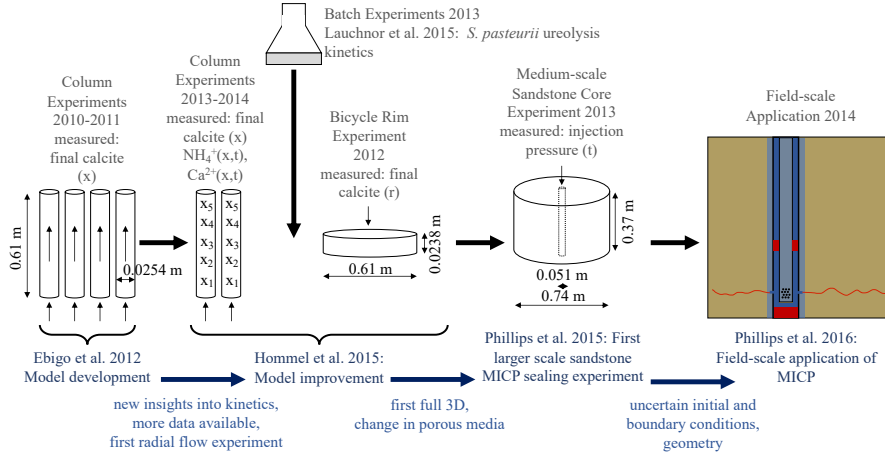 Batch Experiments 2013
Lauchnor et al. 2015: S. pasteurii ureolysis
kinetics
Column
Experiments
2010-2011
measured:
final calcite
(x)
Column
Experiments
2013-2014
measured: final
calcite (x)
NH₄⁺(x,t),
Ca²⁺(x,t)
Bicycle Rim
Experiment
2012
measured: final
calcite (r)
Medium-scale
Sandstone Core
Experiment 2013
measured: injection
pressure (t)
Field-scale
Application 2014
0.61 m
0.0254 m
x₅ x₅
x₄ x₄
x₃ x₃
x₂ x₂
x₁ x₁
0.61 m
0.0238 m
0.37 m
0.051 m
0.74 m
Ebigo et al. 2012
Model development
Hommel et al. 2015:
Model improvement
Phillips et al. 2015: First
larger scale sandstone
MICP sealing experiment
Phillips et al. 2016:
Field-scale application of
MICP
new insights into kinetics,
more data available,
first radial flow experiment
first full 3D,
change in porous media
uncertain initial and
boundary conditions,
geometry